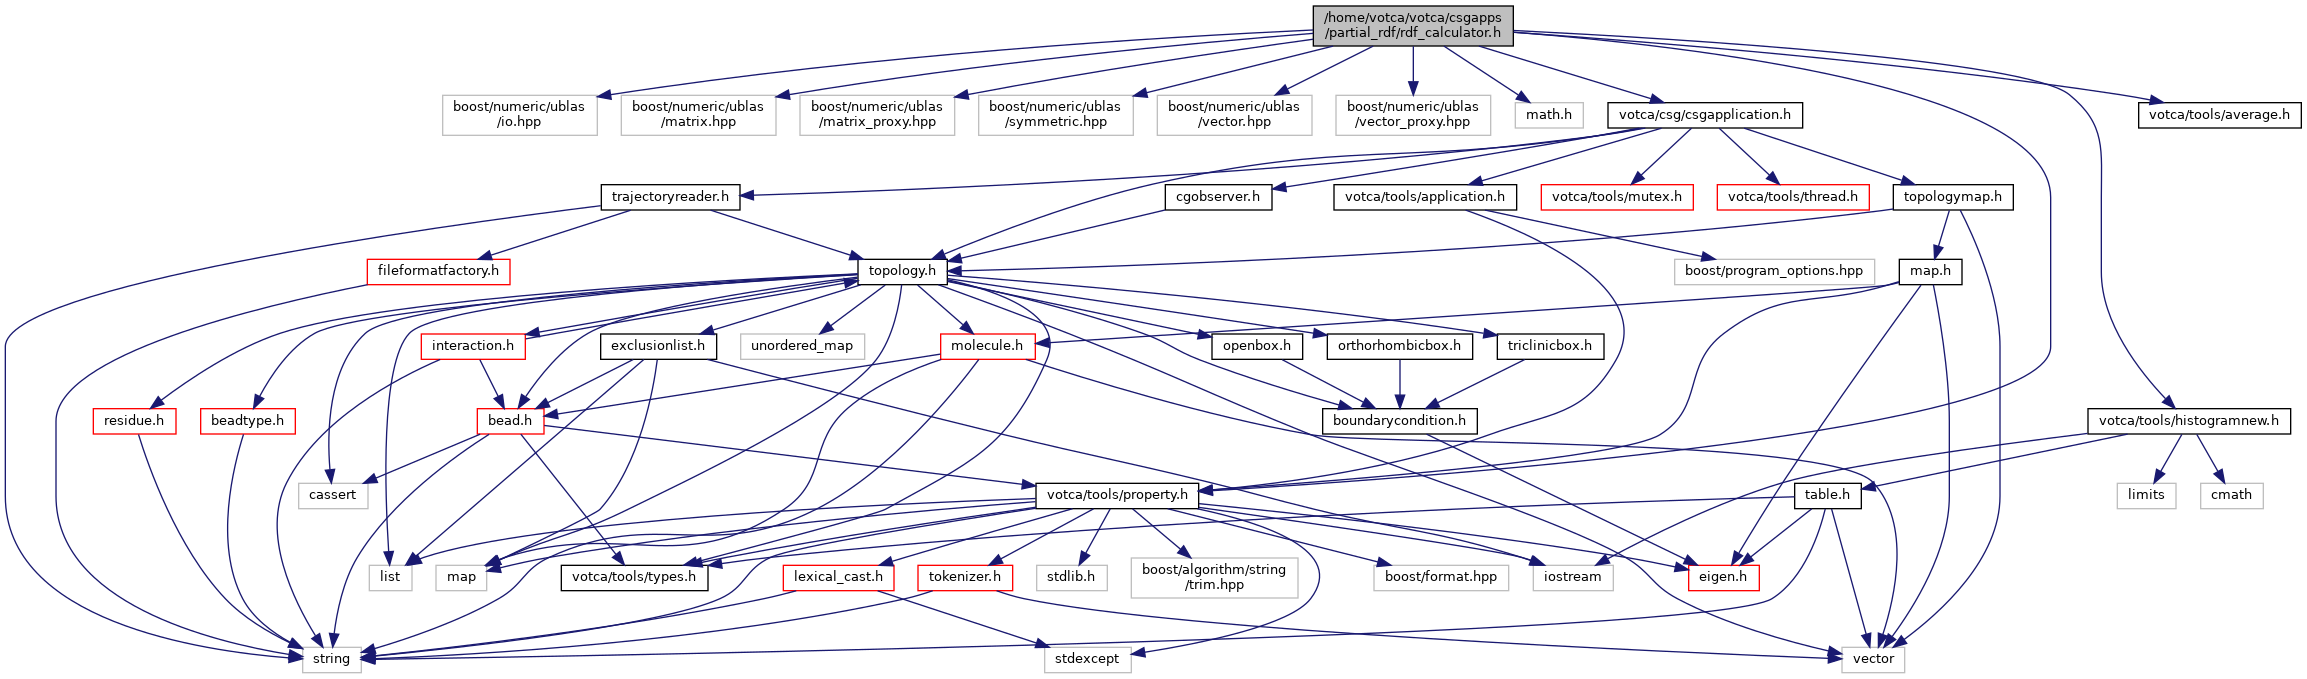 /home/votca/votca/csgapps
/partial_rdf/rdf_calculator.h
boost/numeric/ublas
/io.hpp
boost/numeric/ublas
/matrix.hpp
boost/numeric/ublas
/matrix_proxy.hpp
boost/numeric/ublas
/symmetric.hpp
boost/numeric/ublas
/vector.hpp
boost/numeric/ublas
/vector_proxy.hpp
math.h
votca/csg/csgapplication.h
votca/tools/average.h
trajectoryreader.h
cgobserver.h
votca/tools/application.h
votca/tools/mutex.h
votca/tools/thread.h
topologymap.h
fileformatfactory.h
topology.h
boost/program_options.hpp
map.h
interaction.h
exclusionlist.h
unordered_map
molecule.h
openbox.h
orthorhombicbox.h
triclinicbox.h
residue.h
beadtype.h
bead.h
boundarycondition.h
votca/tools/histogramnew.h
cassert
votca/tools/property.h
table.h
limits
cmath
list
map
votca/tools/types.h
lexical_cast.h
tokenizer.h
stdlib.h
boost/algorithm/string
/trim.hpp
boost/format.hpp
iostream
eigen.h
string
stdexcept
vector